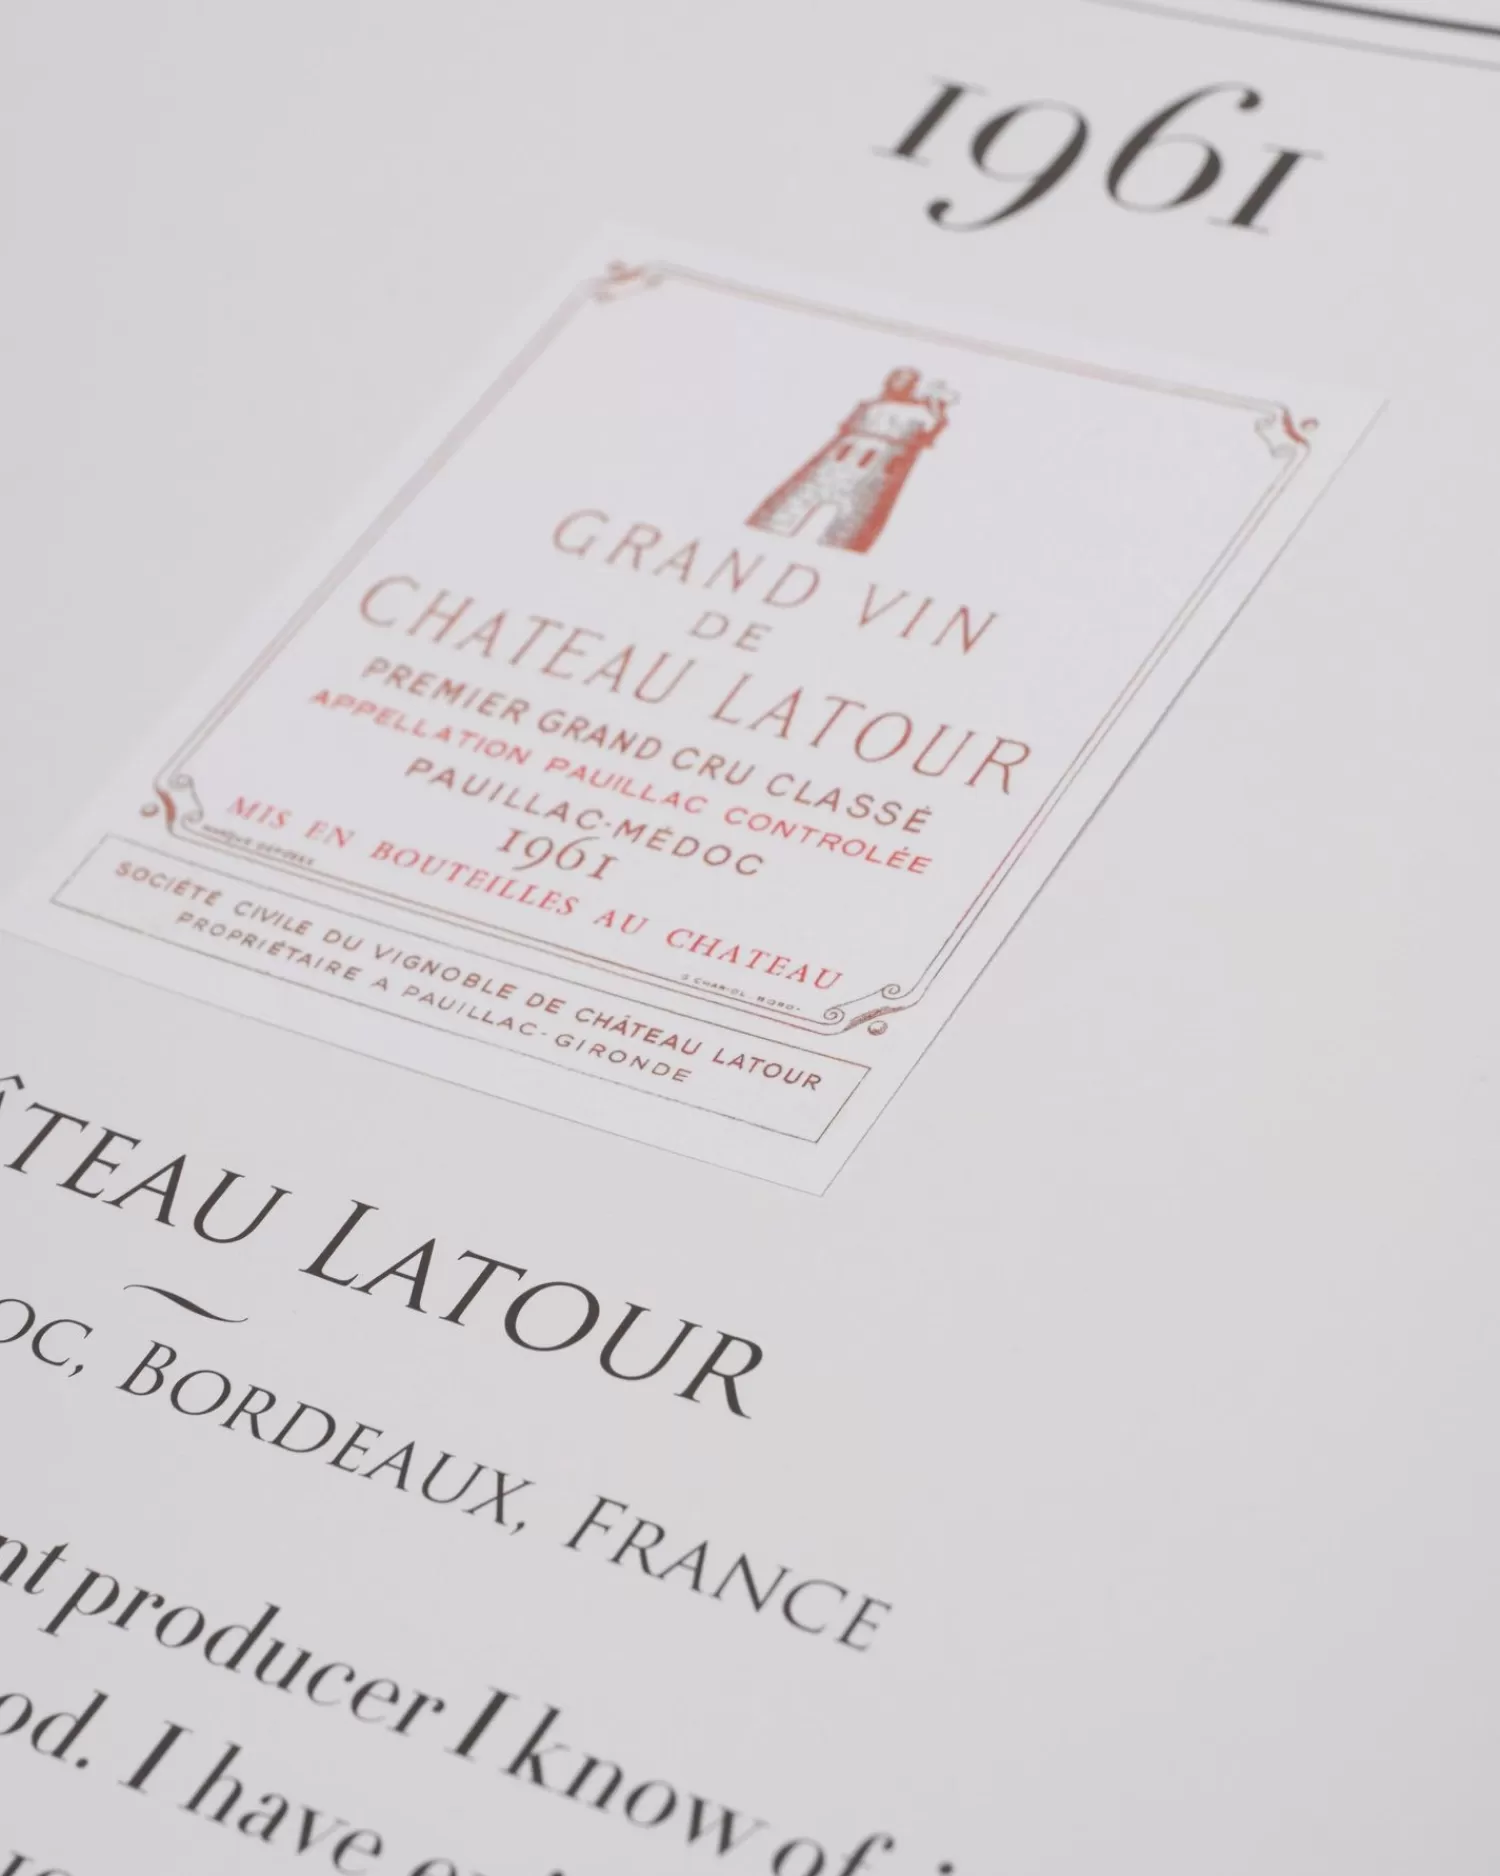 1961
GRAND VIN
DE
CHATEAU LATOUR
PREMIER GRAND CRU CLASSÉ
APPELLATION PAUILLAC CONTROLÉE
PAUILLAC-MÉDOC
1961
MIS EN BOUTEILLES AU CHATEAU
SOCIÉTÉ CIVILE DU VIGNOBLE DE CHÂTEAU LATOUR
PROPRIÉTAIRE A PAUILLAC-GIRONDE
ÂTEAU LATOUR
OC, BORDEAUX, FRANCE
nt producer I know of
od. I have